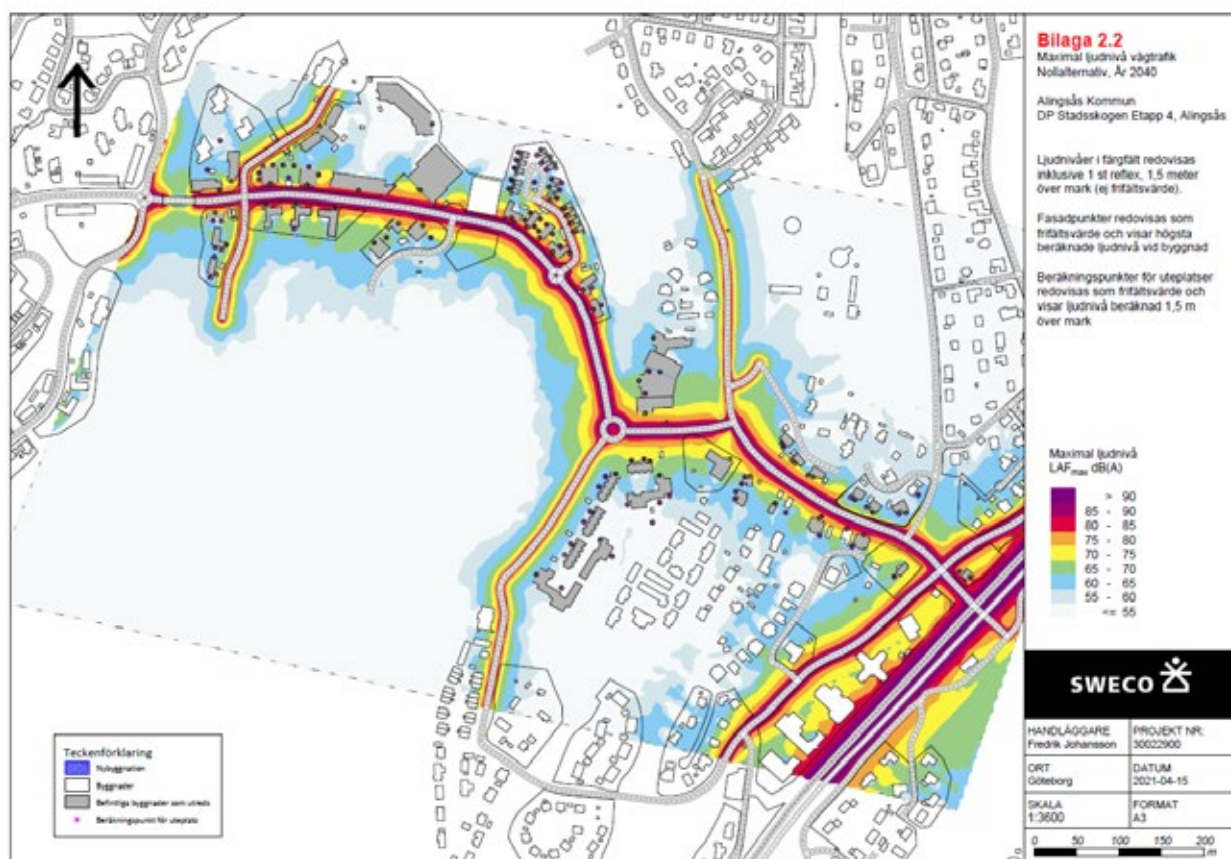 Bilaga 2.2
Maximal ljudnivå vägtrafik
Nollalternativ, År 2040
Alingsås Kommun
DP Stadsskogen Etapp 4, Alingsås
Ljudnivåer i färgfält redovisas
inklusive 1 st reflex, 1,5 meter
över mark (ej frifältsvärde).
Fasadpunkter redovisas som
frifältsvärde och visar högsta
beräknade ljudnivå vid byggnad
Beräkningspunkter för uteplatser
redovisas som frifältsvärde och
visar ljudnivå beräknad 1,5 m
över mark
Maximal ljudnivå
LAFmax dB(A)
> 90
85 - 90
80 - 85
75 - 80
70 - 75
65 - 70
60 - 65
55 - 60
<= 55
SWECO
HANDLÄGGARE
Fredrik Johansson
PROJEKT NR:
30022900
ORT
Göteborg
DATUM
2021-04-15
SKALA
1:3600
FORMAT
A3
0 50 100 150 200
m
Teckenförklaring
Nybyggnation
Byggnader
Befintliga byggnader som utreds
Beräkningspunkt för uteplats